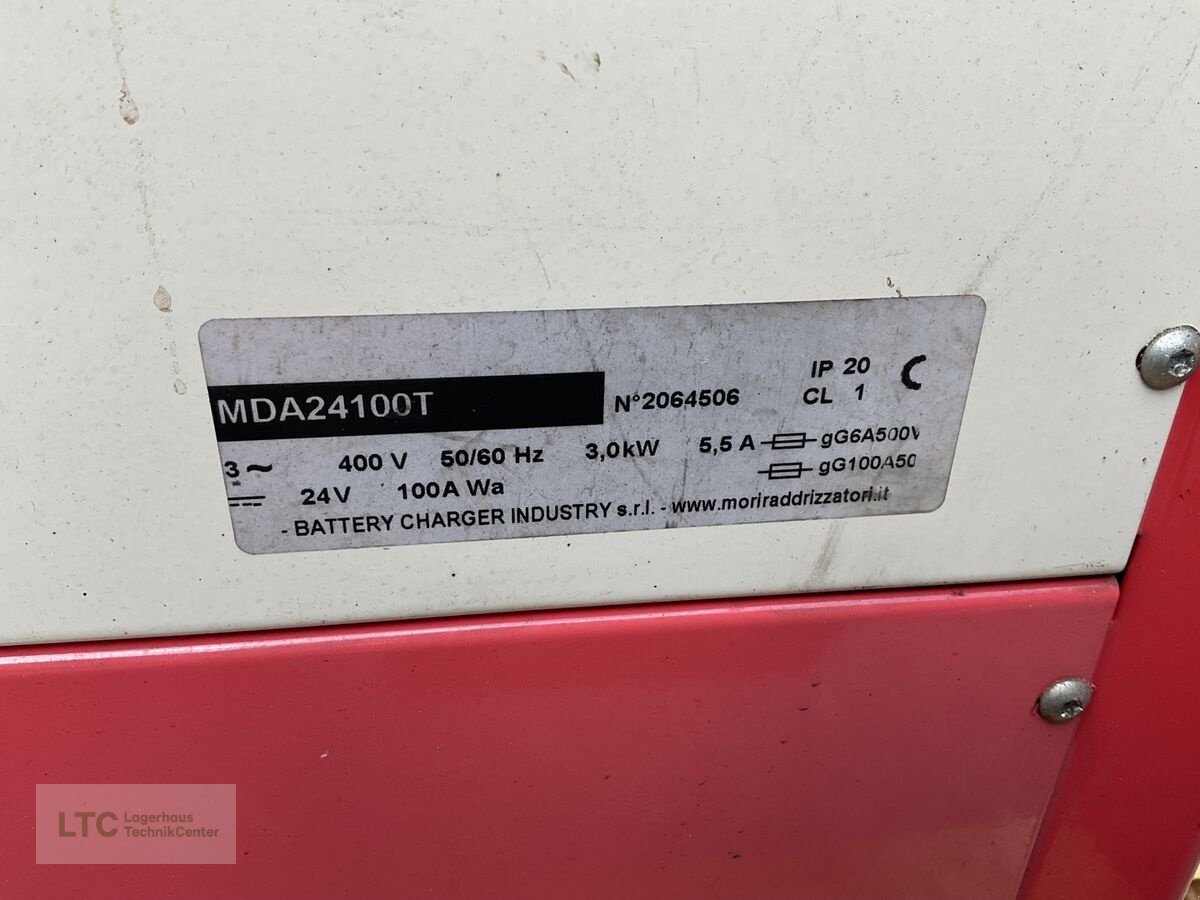 MDA24100T N°2064506 IP 20 C
CL 1
3~ 400 V 50/60 Hz 3,0kW 5,5 A gG6A500V
24V 100A Wa gG100A50
- BATTERY CHARGER INDUSTRY s.r.l. - www.moriraddrizzatori.it
LTC Lagerhaus
TechnikCenter